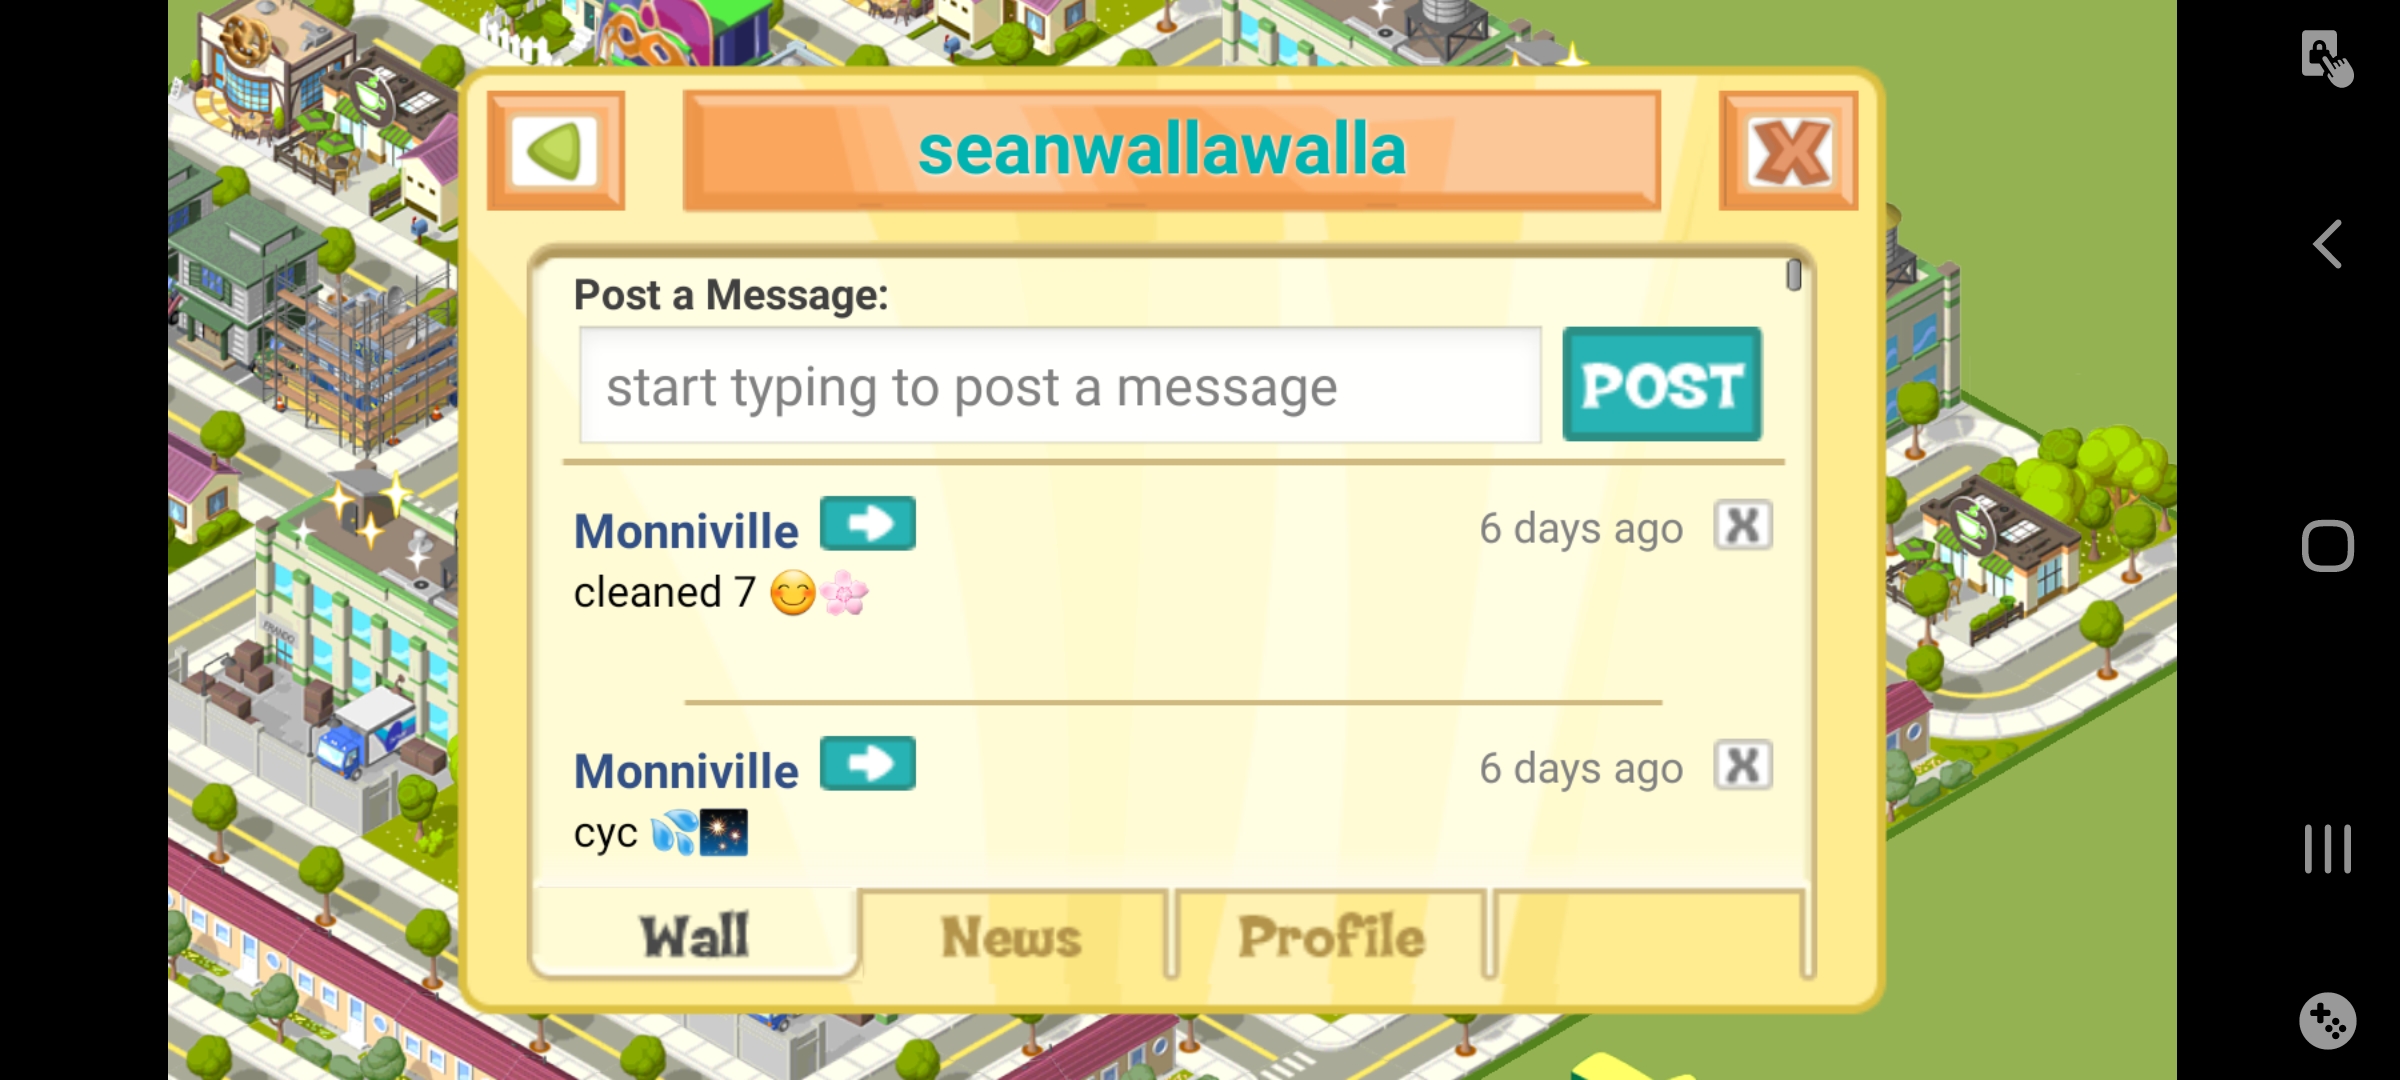 seanwallawalla
Post a Message:
start typing to post a message
POST
Monniville
6 days ago
X
cleaned 7 😊🌸
Monniville
6 days ago
X
cyc 💦🎇
Wall
News
Profile
FRANGO